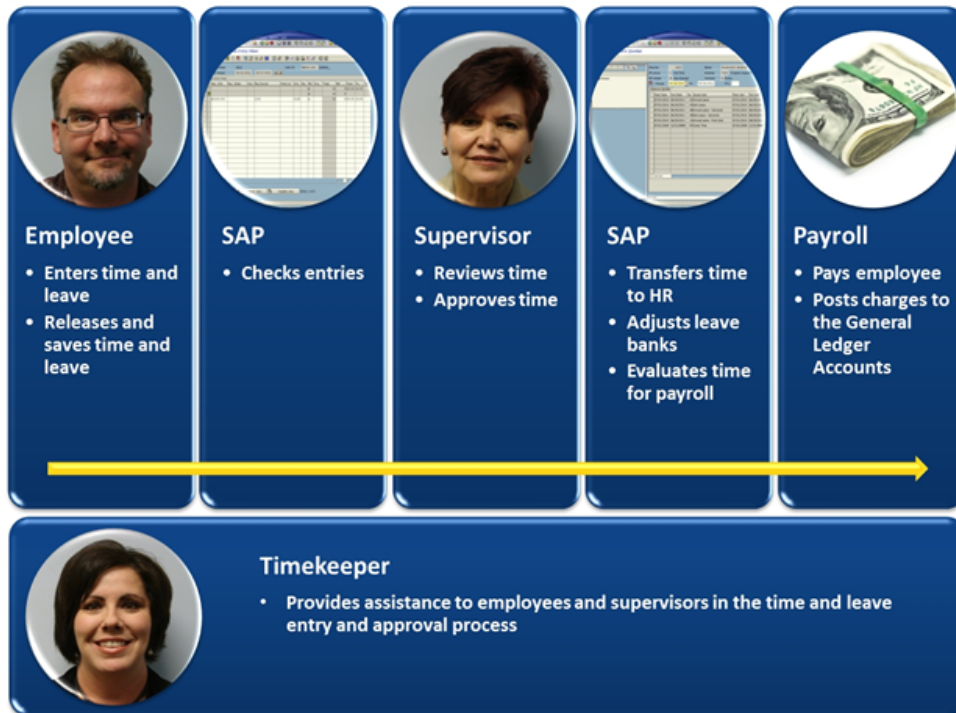 Employee
• Enters time and
leave
• Releases and
saves time and
leave
SAP
• Checks entries
Supervisor
• Reviews time
• Approves time
SAP
• Transfers time
to HR
• Adjusts leave
banks
• Evaluates time
for payroll
Payroll
• Pays employee
• Posts charges to
the General
Ledger
Accounts
Timekeeper
• Provides assistance to employees and supervisors in the time and leave
entry and approval process